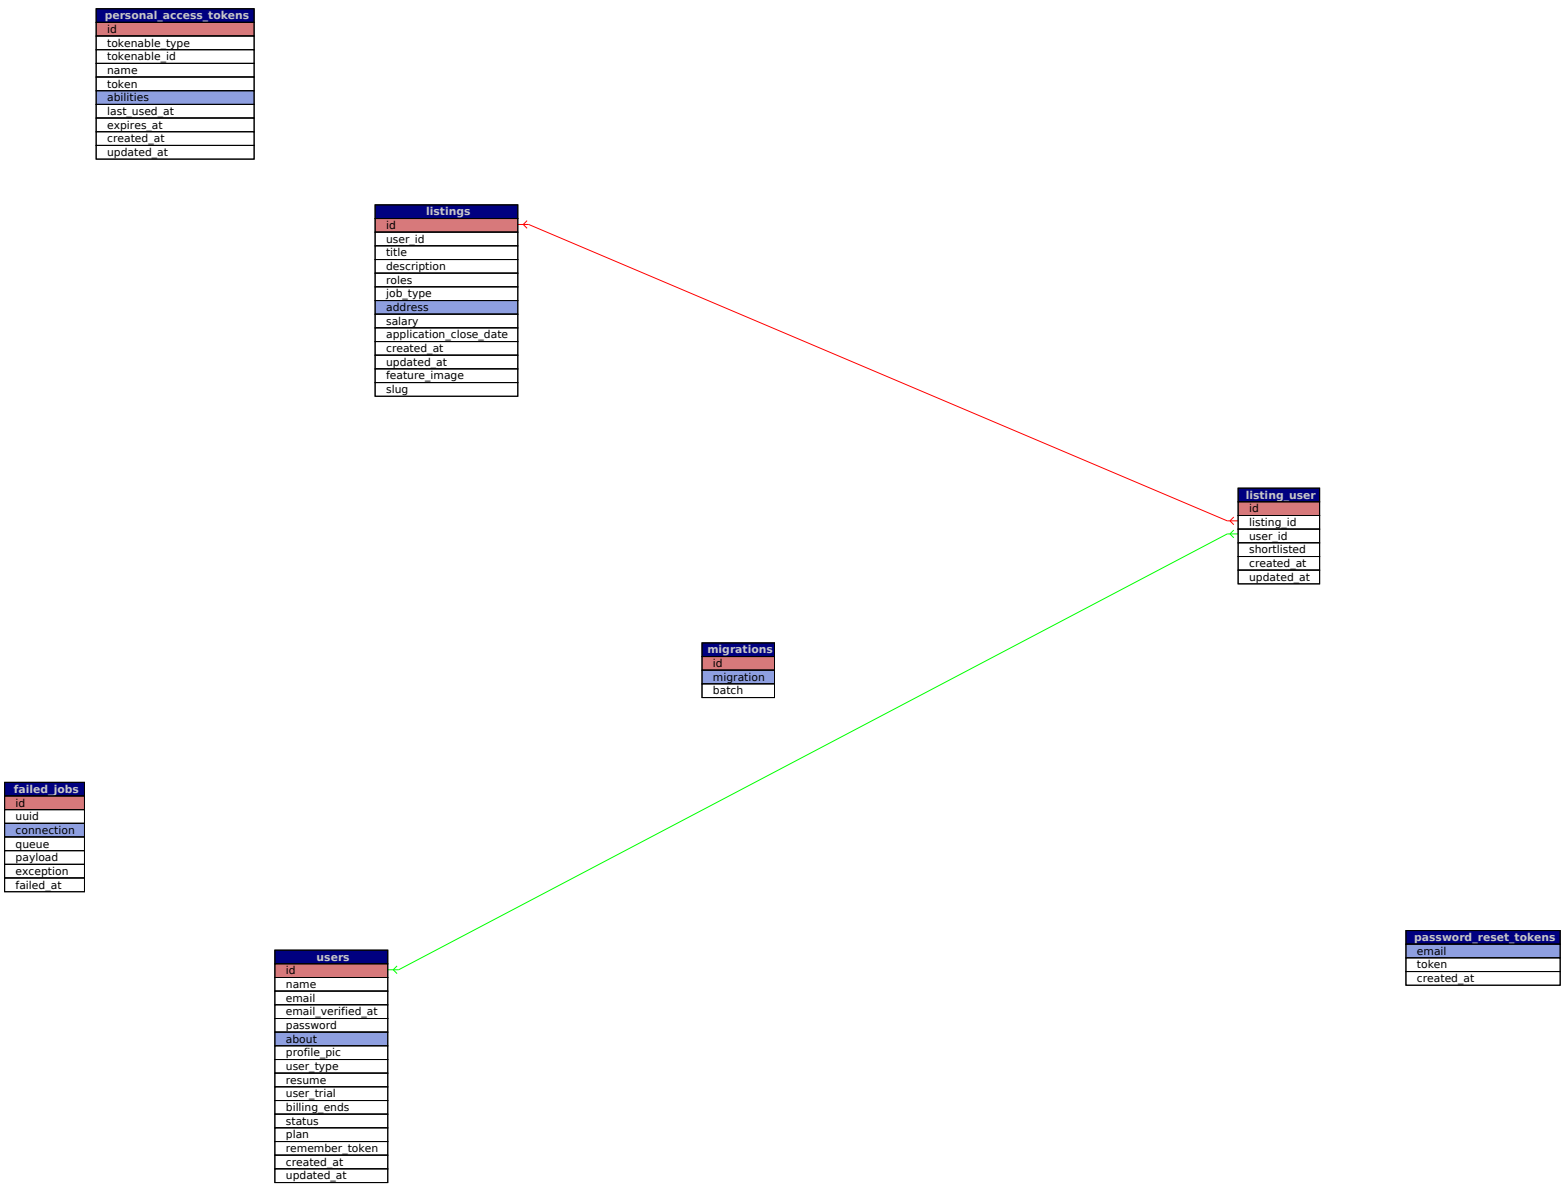 personal_access_tokens
id
tokenable_type
tokenable_id
name
token
abilities
last_used_at
expires_at
created_at
updated_at
listings
id
user_id
title
description
roles
job_type
address
salary
application_close_date
created_at
updated_at
feature_image
slug
listing_user
id
listing_id
user_id
shortlisted
created_at
updated_at
migrations
id
migration
batch
failed_jobs
id
uuid
connection
queue
payload
exception
failed_at
users
id
name
email
email_verified_at
password
about
profile_pic
user_type
resume
user_trial
billing_ends
status
plan
remember_token
created_at
updated_at
password_reset_tokens
email
token
created_at